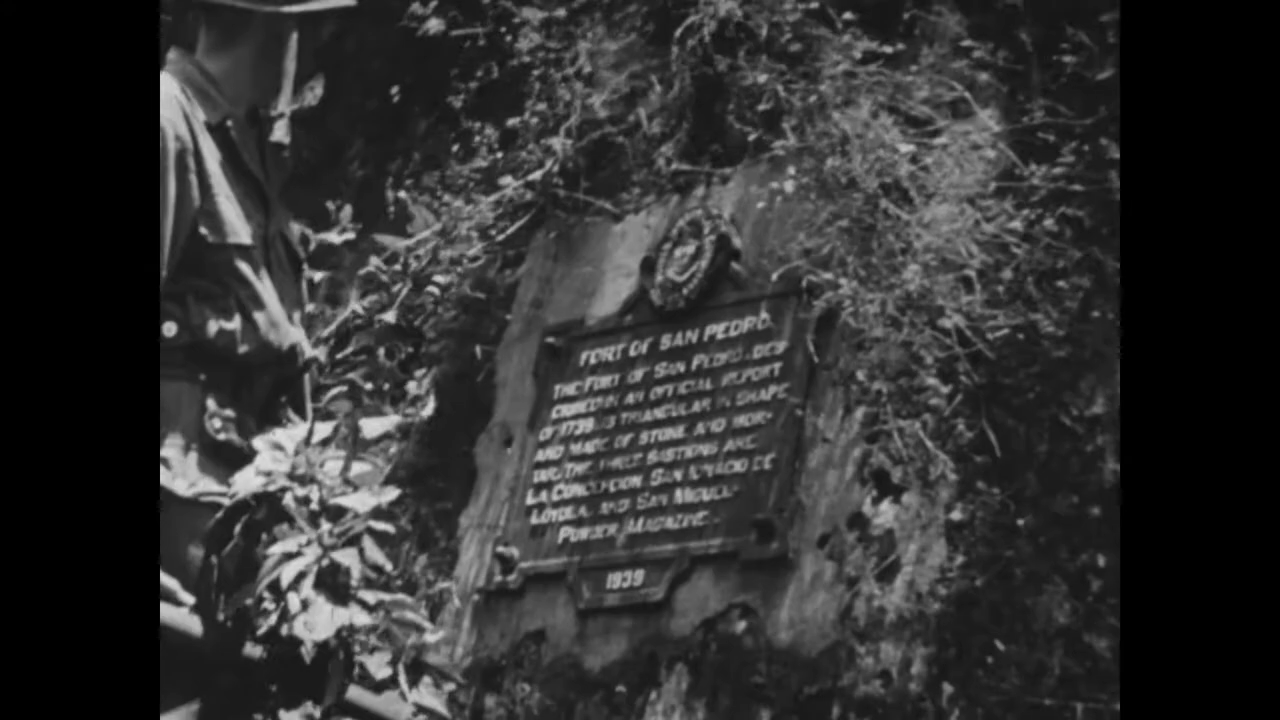 FORT OF SAN PEDRO
THE FORT OF SAN PEDRO, DES-
CRIBED IN AN OFFICIAL REPORT
OF 1739, IS TRIANGULAR IN SHAPE
AND MADE OF STONE AND MOR-
TAR. THE THREE BASTIONS ARE
LA CONCEPCION, SAN IGNACIO DE
LOYOLA, AND SAN MIGUEL.
POWDER MAGAZINE.
1939